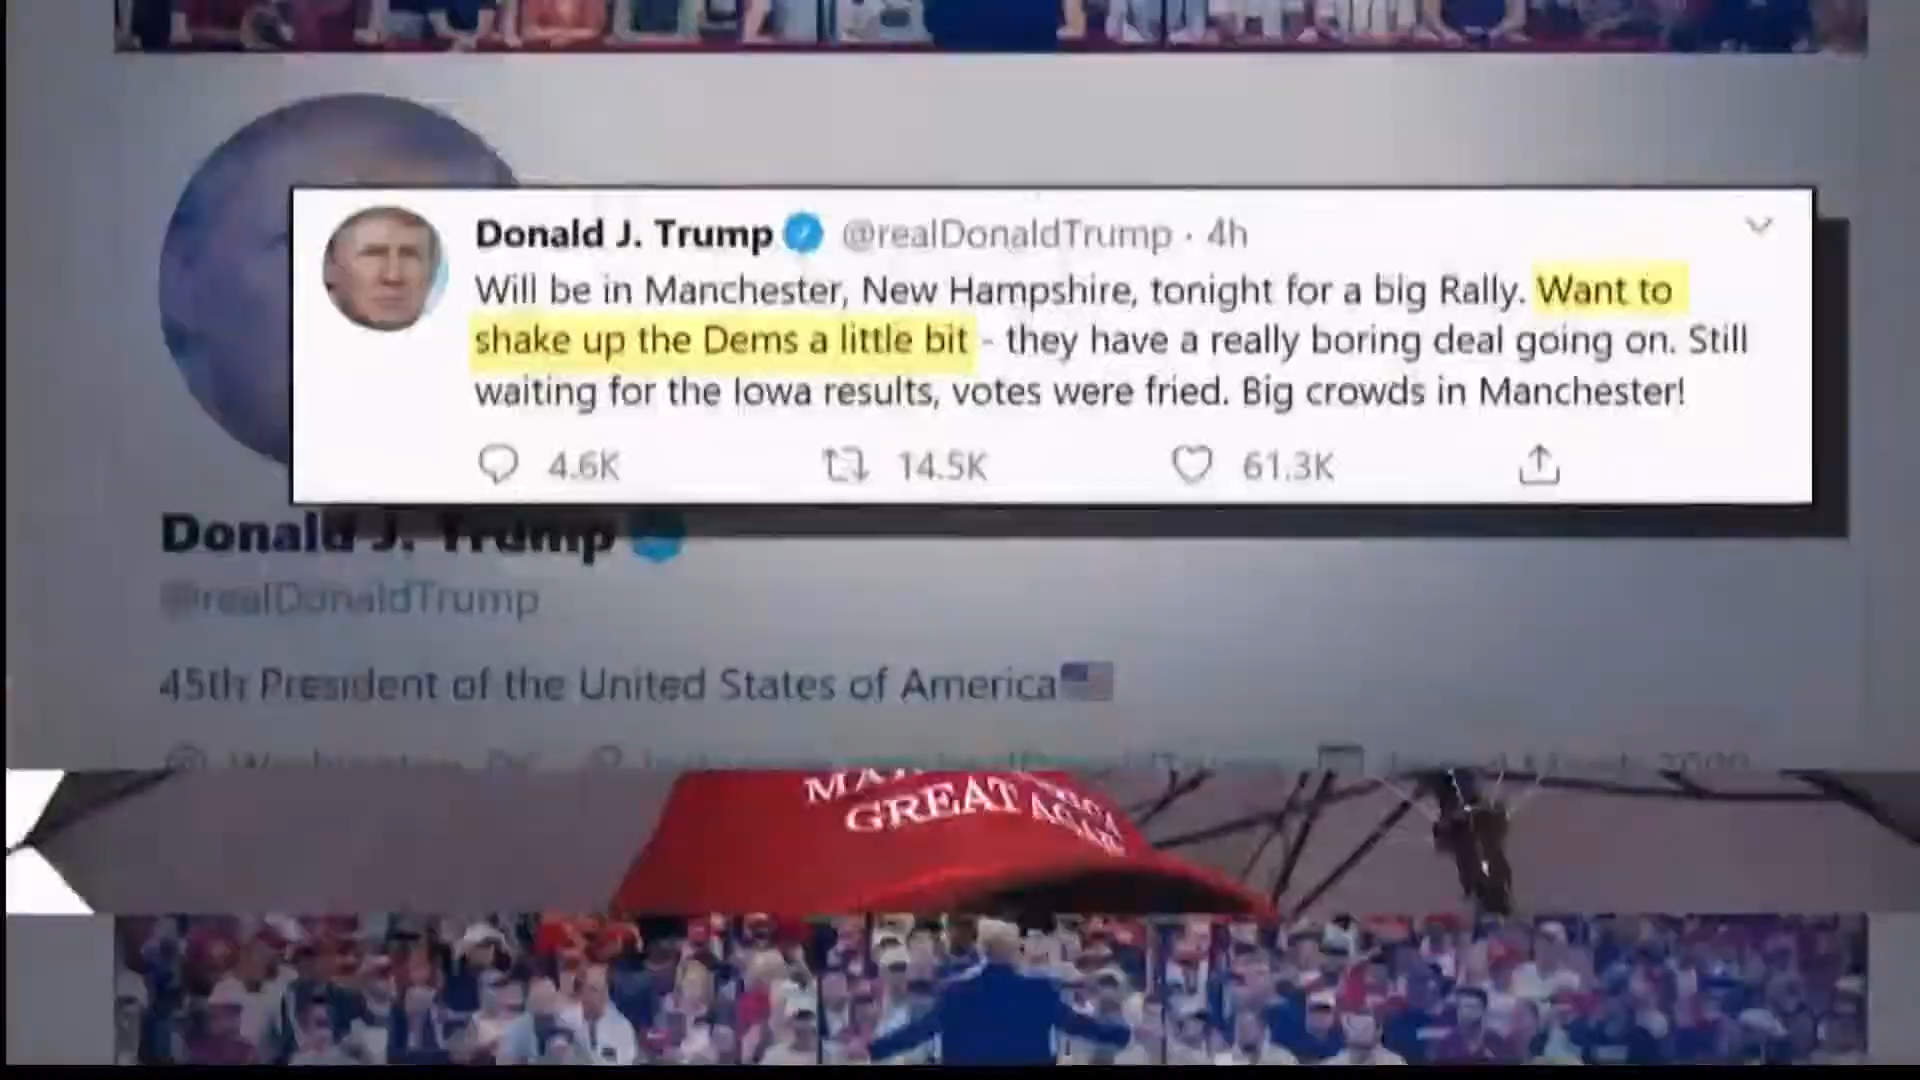 Donald J. Trump @realDonaldTrump · 4h
Will be in Manchester, New Hampshire, tonight for a big Rally. Want to
shake up the Dems a little bit - they have a really boring deal going on. Still
waiting for the Iowa results, votes were fried. Big crowds in Manchester!
4.6K 14.5K 61.3K
Donald J. Trump
@realDonaldTrump
45th President of the United States of America
GREAT AGAIN